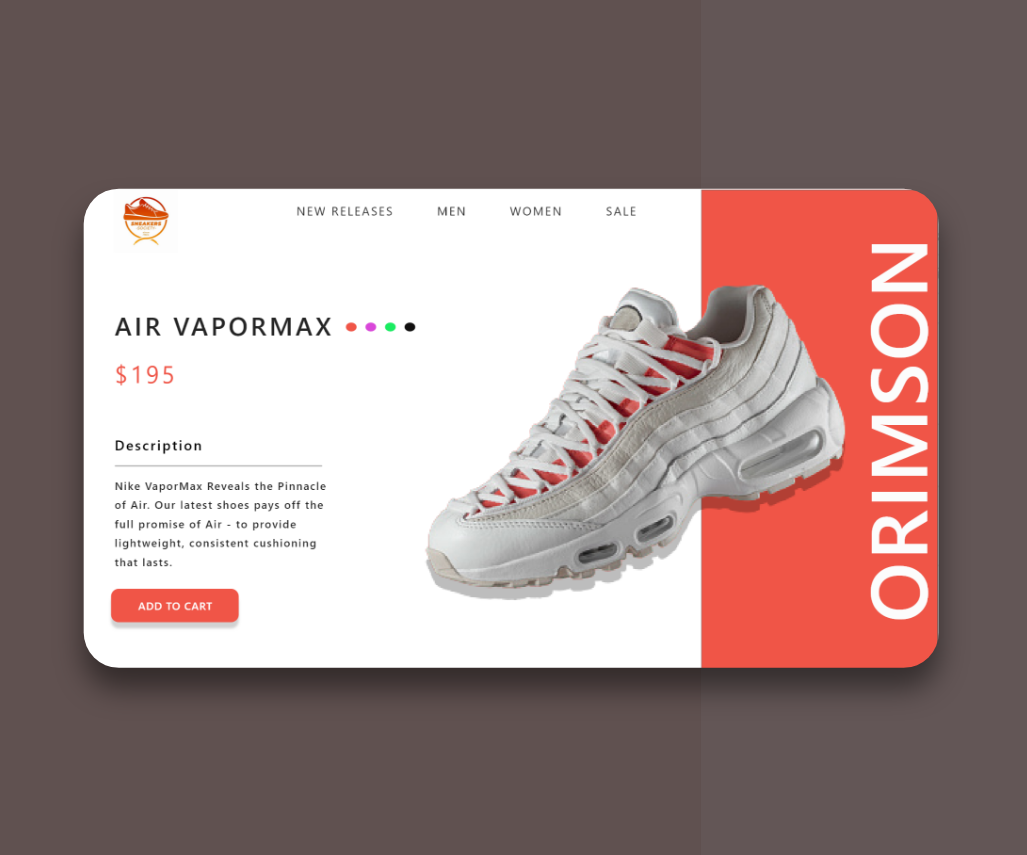 SNEAKERS
NEW RELEASES MEN WOMEN SALE
AIR VAPORMAX
$195
Description
Nike VaporMax Reveals the Pinnacle
of Air. Our latest shoes pays off the
full promise of Air - to provide
lightweight, consistent cushioning
that lasts.
ADD TO CART
ORIMSON